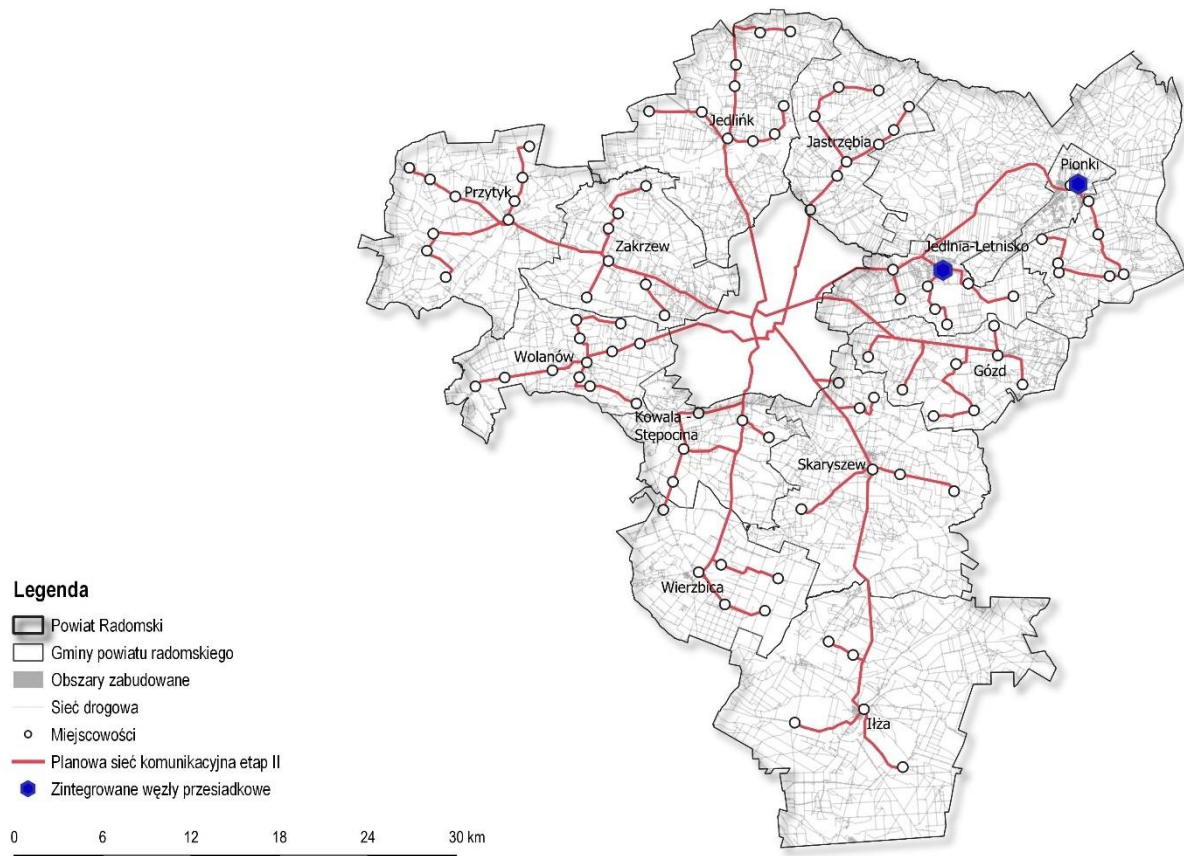 Jedlińk
Jastrzębia
Pionki
Przytyk
Zakrzew
Jedlnia-Letnisko
Wolanów
Gózd
Kowala -
Stępocina
Skaryszew
Wierzbica
Iłża
Legenda
Powiat Radomski
Gminy powiatu radomskiego
Obszary zabudowane
Sieć drogowa
Miejscowości
Planowa sieć komunikacyjna etap II
Zintegrowane węzły przesiadkowe
0 6 12 18 24 30 km